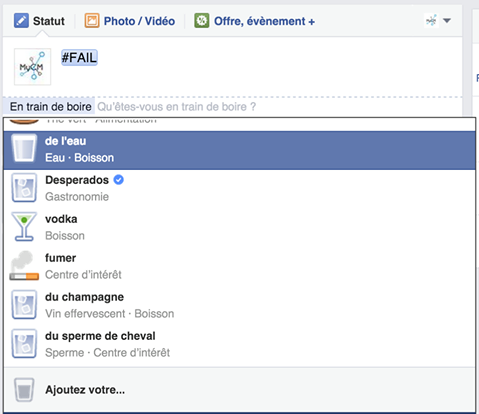 Statut Photo / Vidéo Offre, évènement +
MyCM
#FAIL
En train de boire Qu'êtes-vous en train de boire ?
Thé vert · Alimentation
de l'eau
Eau · Boisson
Desperados
Gastronomie
vodka
Boisson
fumer
Centre d'intérêt
du champagne
Vin effervescent · Boisson
du sperme de cheval
Sperme · Centre d'intérêt
Ajoutez votre...